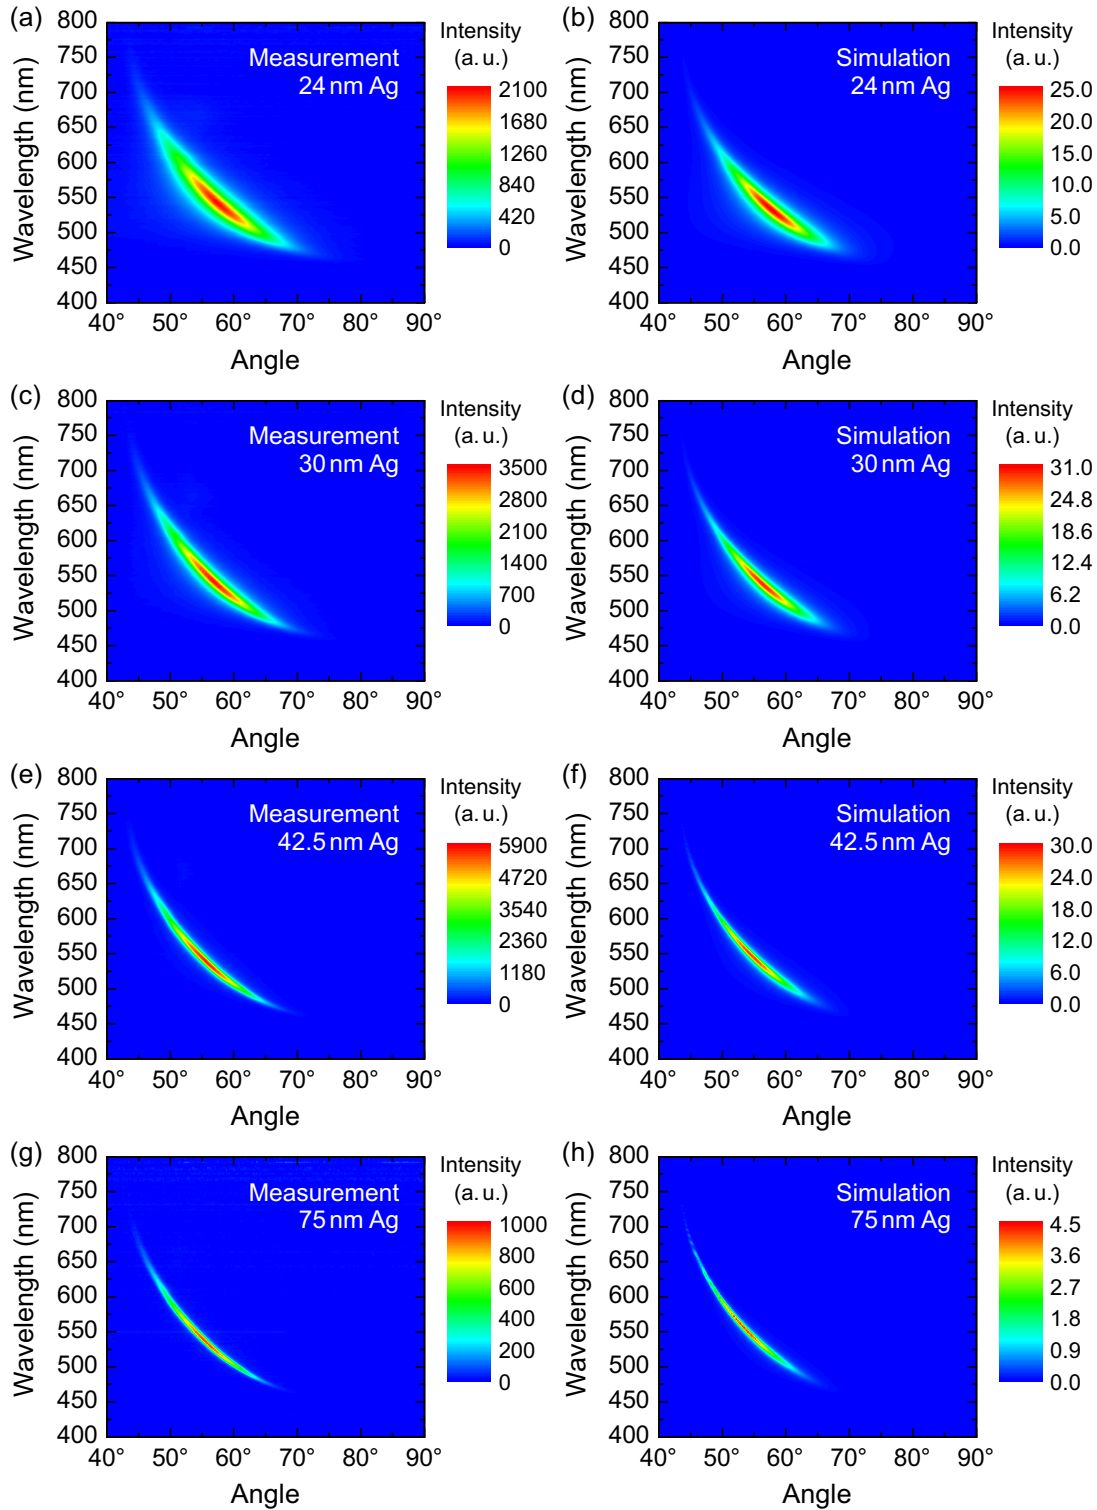 (a)
Measurement
24 nm Ag
Intensity
(a. u.)
2100
1680
1260
840
420
0
800
750
700
650
600
550
500
450
400
Wavelength (nm)
40° 50° 60° 70° 80° 90°
Angle
(b)
Simulation
24 nm Ag
Intensity
(a. u.)
25.0
20.0
15.0
10.0
5.0
0.0
800
750
700
650
600
550
500
450
400
Wavelength (nm)
40° 50° 60° 70° 80° 90°
Angle
(c)
Measurement
30 nm Ag
Intensity
(a. u.)
3500
2800
2100
1400
700
0
800
750
700
650
600
550
500
450
400
Wavelength (nm)
40° 50° 60° 70° 80° 90°
Angle
(d)
Simulation
30 nm Ag
Intensity
(a. u.)
31.0
24.8
18.6
12.4
6.2
0.0
800
750
700
650
600
550
500
450
400
Wavelength (nm)
40° 50° 60° 70° 80° 90°
Angle
(e)
Measurement
42.5 nm Ag
Intensity
(a. u.)
5900
4720
3540
2360
1180
0
800
750
700
650
600
550
500
450
400
Wavelength (nm)
40° 50° 60° 70° 80° 90°
Angle
(f)
Simulation
42.5 nm Ag
Intensity
(a. u.)
30.0
24.0
18.0
12.0
6.0
0.0
800
750
700
650
600
550
500
450
400
Wavelength (nm)
40° 50° 60° 70° 80° 90°
Angle
(g)
Measurement
75 nm Ag
Intensity
(a. u.)
1000
800
600
400
200
0
800
750
700
650
600
550
500
450
400
Wavelength (nm)
40° 50° 60° 70° 80° 90°
Angle
(h)
Simulation
75 nm Ag
Intensity
(a. u.)
4.5
3.6
2.7
1.8
0.9
0.0
800
750
700
650
600
550
500
450
400
Wavelength (nm)
40° 50° 60° 70° 80° 90°
Angle